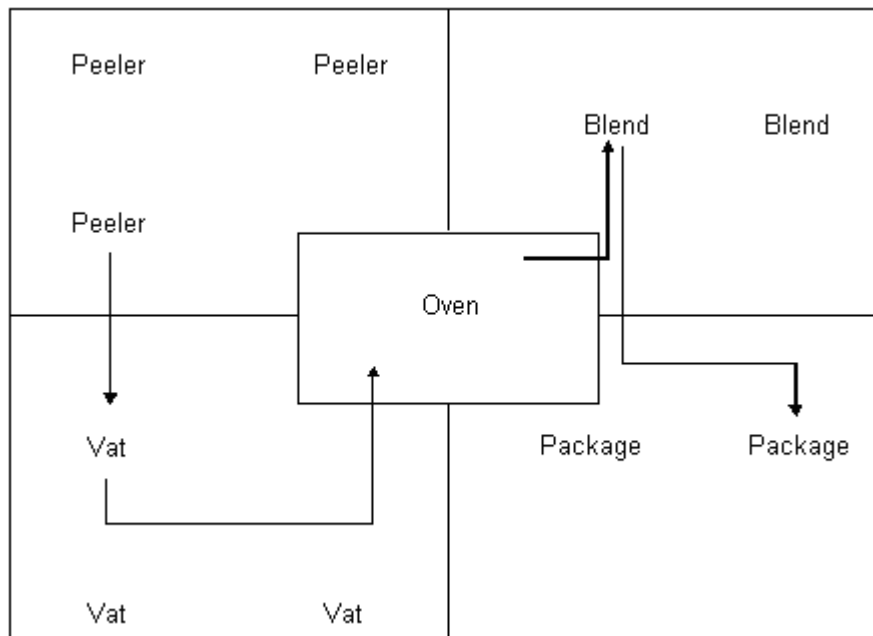 Peeler Peeler
Blend Blend
Peeler
Oven
Vat
Package Package
Vat Vat